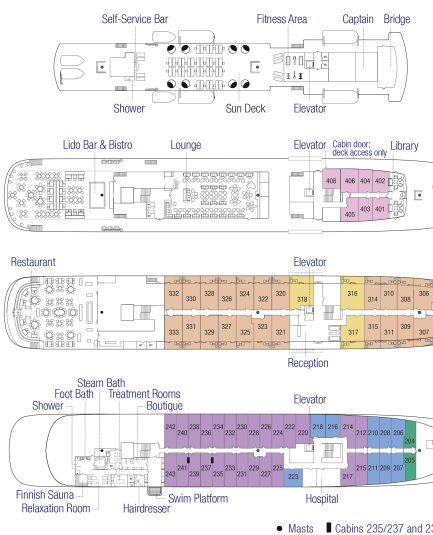 Self-Service Bar Fitness Area Captain Bridge
Shower Sun Deck Elevator
Lido Bar & Bistro Lounge Elevator Cabin door; Library
deck access only
408 406 404 402
405 403 401
Restaurant Elevator
332 330 328 326 324 322 320 318 316 314 310 308 306
333 331 329 327 325 323 321 317 315 311 309 307
Reception
Steam Bath
Foot Bath Treatment Rooms
Shower Boutique Elevator
242 240 238 236 234 232 230 228 226 224 222 220 218 216 214 212 210 208 206 204
243 241 239 237 235 233 231 229 227 225 223 217 215 211 209 207 205
Finnish Sauna Swim Platform Hospital
Relaxation Room Hairdresser
Masts Cabins 235/237 and 23